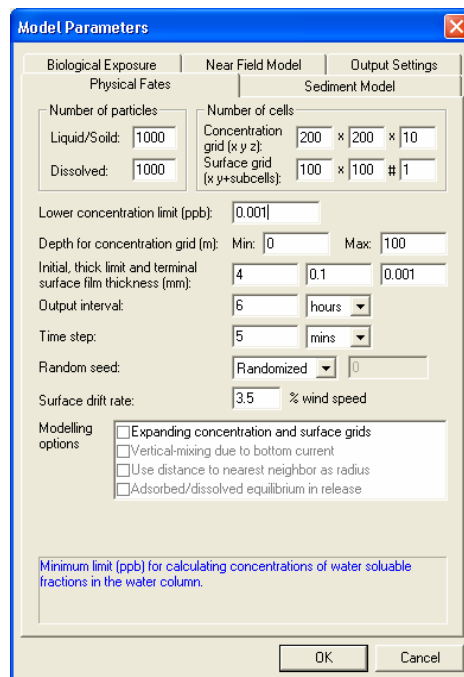 Model Parameters
Biological Exposure Near Field Model Output Settings
Physical Fates Sediment Model
Number of particles Number of cells
Liquid/Soild: 1000 Concentration grid (x y z): 200 × 200 × 10
Dissolved: 1000 Surface grid (x y+subcells): 100 × 100 # 1
Lower concentration limit (ppb): 0.001
Depth for concentration grid (m): Min: 0 Max: 100
Initial, thick limit and terminal surface film thickness (mm): 4 0.1 0.001
Output interval: 6 hours
Time step: 5 mins
Random seed: Randomized 0
Surface drift rate: 3.5 % wind speed
Modelling options
Expanding concentration and surface grids
Vertical-mixing due to bottom current
Use distance to nearest neighbor as radius
Adsorbed/dissolved equilibrium in release
Minimum limit (ppb) for calculating concentrations of water soluable
fractions in the water column.
OK Cancel